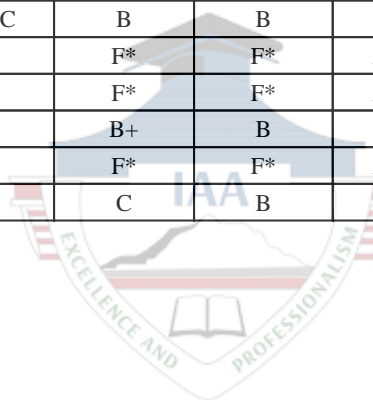 C B B
F* F*
F* F*
B+ B
F* F*
C B
IAA
EXCELLENCE AND PROFESSIONALISM